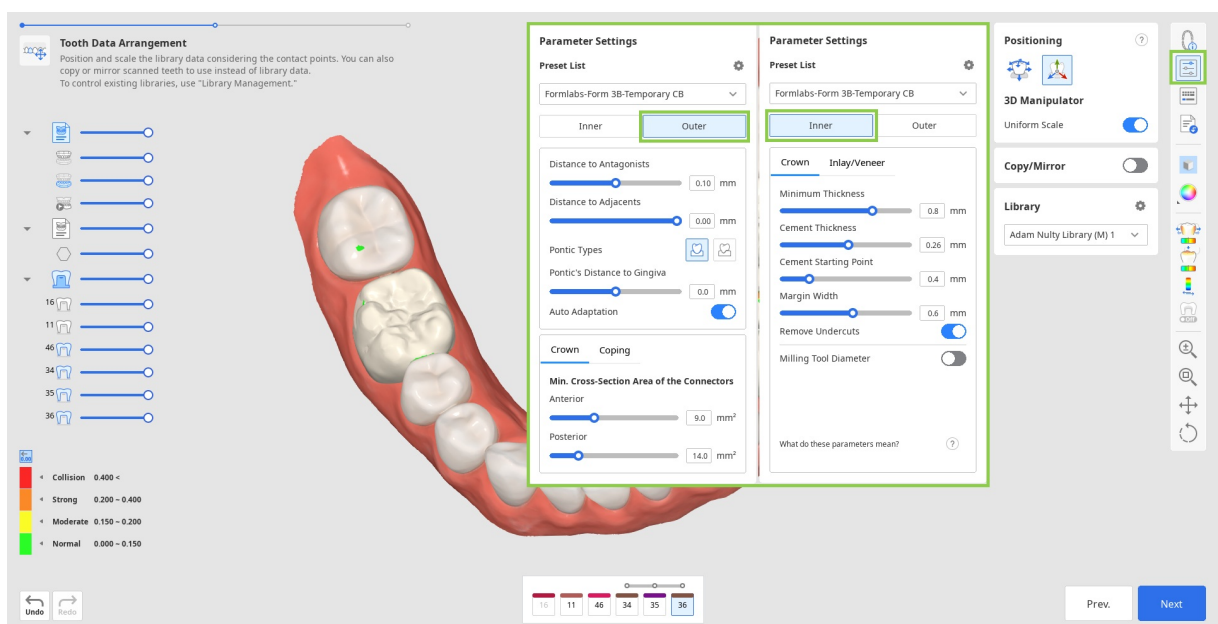 Tooth Data Arrangement
Position and scale the library data considering the contact points. You can also
copy or mirror scanned teeth to use instead of library data.
To control existing libraries, use "Library Management."
16
11
46
34
35
36
0.00
Collision 0.400 <
Strong 0.200 ~ 0.400
Moderate 0.150 ~ 0.200
Normal 0.000 ~ 0.150
Undo
Redo
Parameter Settings
Preset List
Formlabs-Form 3B-Temporary CB
Inner Outer
Distance to Antagonists
0.10 mm
Distance to Adjacents
0.00 mm
Pontic Types
Pontic's Distance to Gingiva
0.0 mm
Auto Adaptation
Crown Coping
Min. Cross-Section Area of the Connectors
Anterior
9.0 mm²
Posterior
14.0 mm²
Parameter Settings
Preset List
Formlabs-Form 3B-Temporary CB
Inner Outer
Crown Inlay/Veneer
Minimum Thickness
0.8 mm
Cement Thickness
0.26 mm
Cement Starting Point
0.4 mm
Margin Width
0.6 mm
Remove Undercuts
Milling Tool Diameter
What do these parameters mean? ?
Positioning ?
3D Manipulator
Uniform Scale
Copy/Mirror
Library
Adam Nulty Library (M) 1
16 11 46 34 35 36
Prev. Next